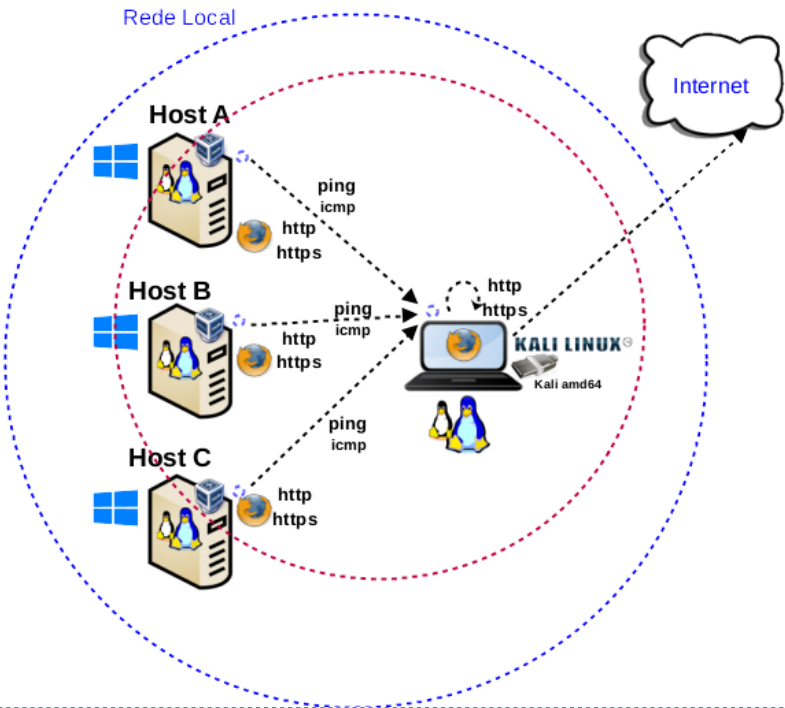 Rede Local
Internet
Host A
ping
icmp
http
https
Host B
ping
icmp
http
https
http
https
KALI LINUX
Kali amd64
ping
icmp
Host C
http
https